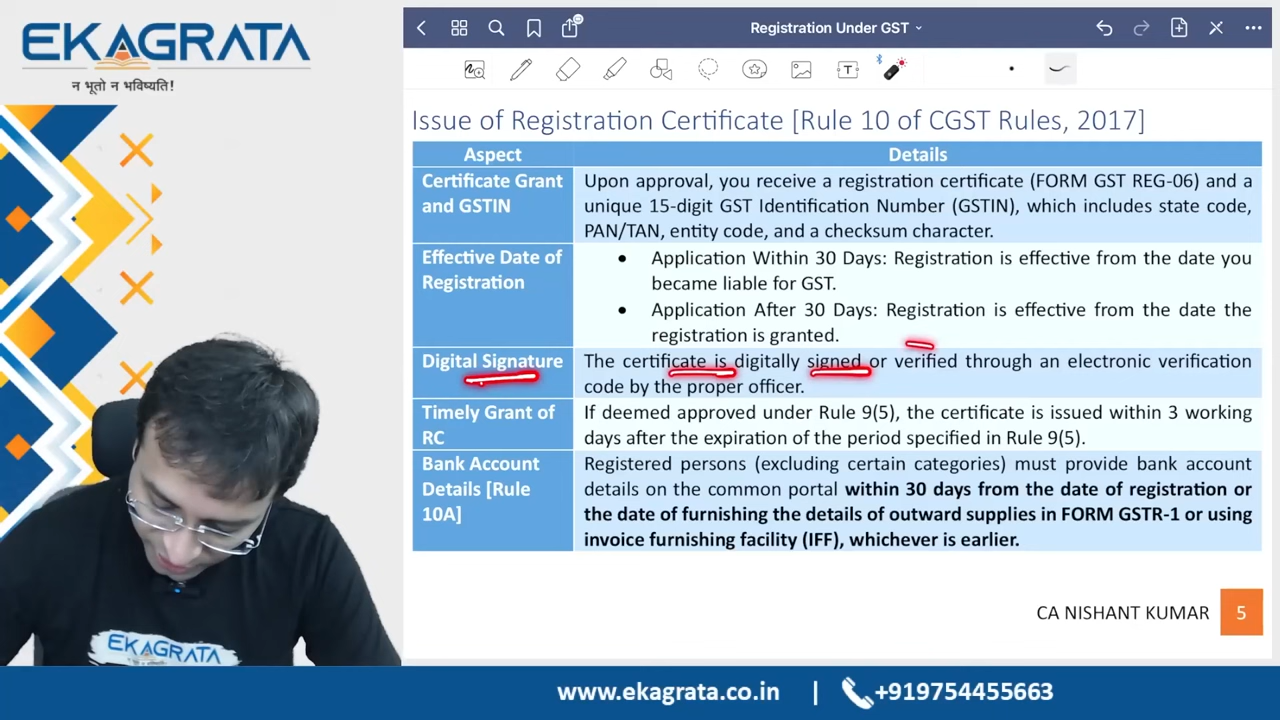 EKAGRATA
न भूतो न भविष्यति!
Registration Under GST
T
Issue of Registration Certificate [Rule 10 of CGST Rules, 2017]
Aspect Details
Certificate Grant and GSTIN
Upon approval, you receive a registration certificate (FORM GST REG-06) and a
unique 15-digit GST Identification Number (GSTIN), which includes state code,
PAN/TAN, entity code, and a checksum character.
Effective Date of
Registration
• Application Within 30 Days: Registration is effective from the date you
became liable for GST.
• Application After 30 Days: Registration is effective from the date the
registration is granted.
Digital Signature
The certificate is digitally signed or verified through an electronic verification
code by the proper officer.
Timely Grant of
RC
If deemed approved under Rule 9(5), the certificate is issued within 3 working
days after the expiration of the period specified in Rule 9(5).
Bank Account
Details [Rule
10A]
Registered persons (excluding certain categories) must provide bank account
details on the common portal within 30 days from the date of registration or
the date of furnishing the details of outward supplies in FORM GSTR-1 or using
invoice furnishing facility (IFF), whichever is earlier.
CA NISHANT KUMAR 5
EKAGRATA
www.ekagrata.co.in | +919754455663